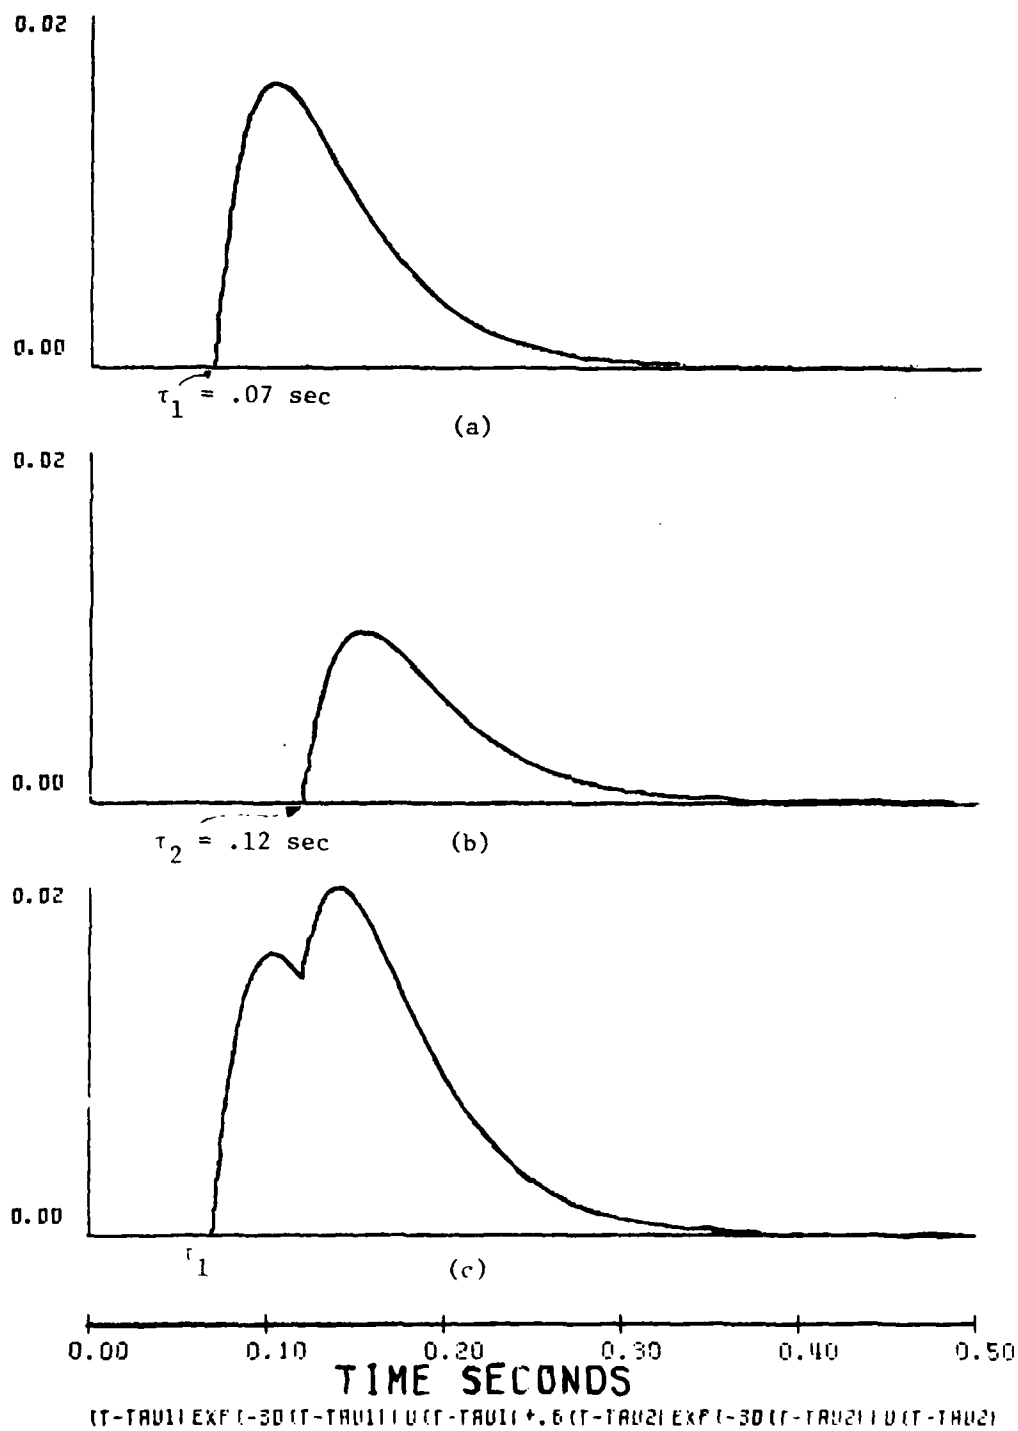 0.02
0.00
τ1 = .07 sec
(a)
0.02
0.00
τ2 = .12 sec
(b)
0.02
0.00
τ1
(c)
0.00 0.10 0.20 0.30 0.40 0.50
TIME SECONDS
(T-TAU1)EXP(-30(T-TAU1))U(T-TAU1)+.6(T-TAU2)EXP(-30(T-TAU2))U(T-TAU2)